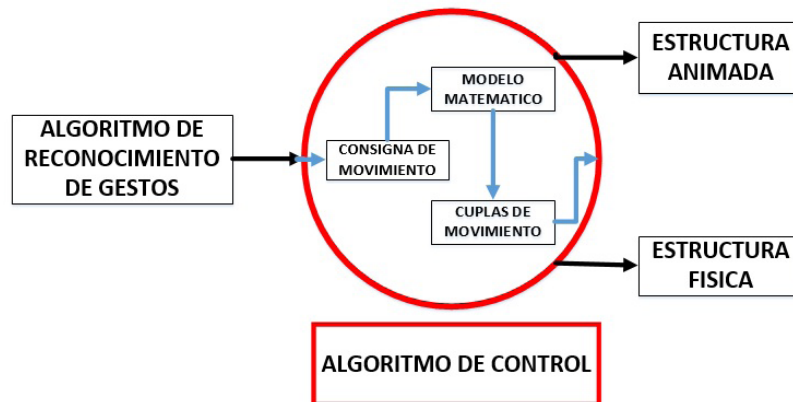 ALGORITMO DE
RECONOCIMIENTO
DE GESTOS
CONSIGNA DE
MOVIMIENTO
MODELO
MATEMATICO
CUPLAS DE
MOVIMIENTO
ESTRUCTURA
ANIMADA
ESTRUCTURA
FISICA
ALGORITMO DE CONTROL